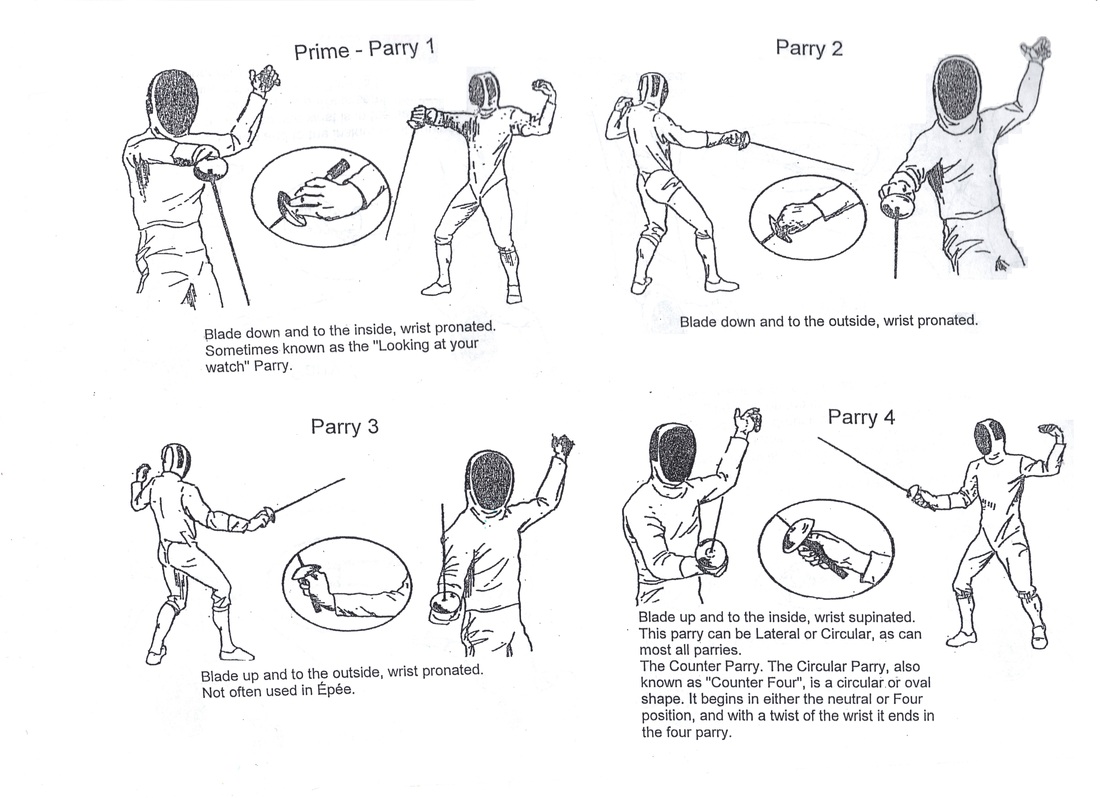 Prime - Parry 1
Blade down and to the inside, wrist pronated.
Sometimes known as the "Looking at your
watch" Parry.
Parry 2
Blade down and to the outside, wrist pronated.
Parry 3
Blade up and to the outside, wrist pronated.
Not often used in Épée.
Parry 4
Blade up and to the inside, wrist supinated.
This parry can be Lateral or Circular, as can
most all parries.
The Counter Parry. The Circular Parry, also
known as "Counter Four", is a circular or oval
shape. It begins in either the neutral or Four
position, and with a twist of the wrist it ends in
the four parry.